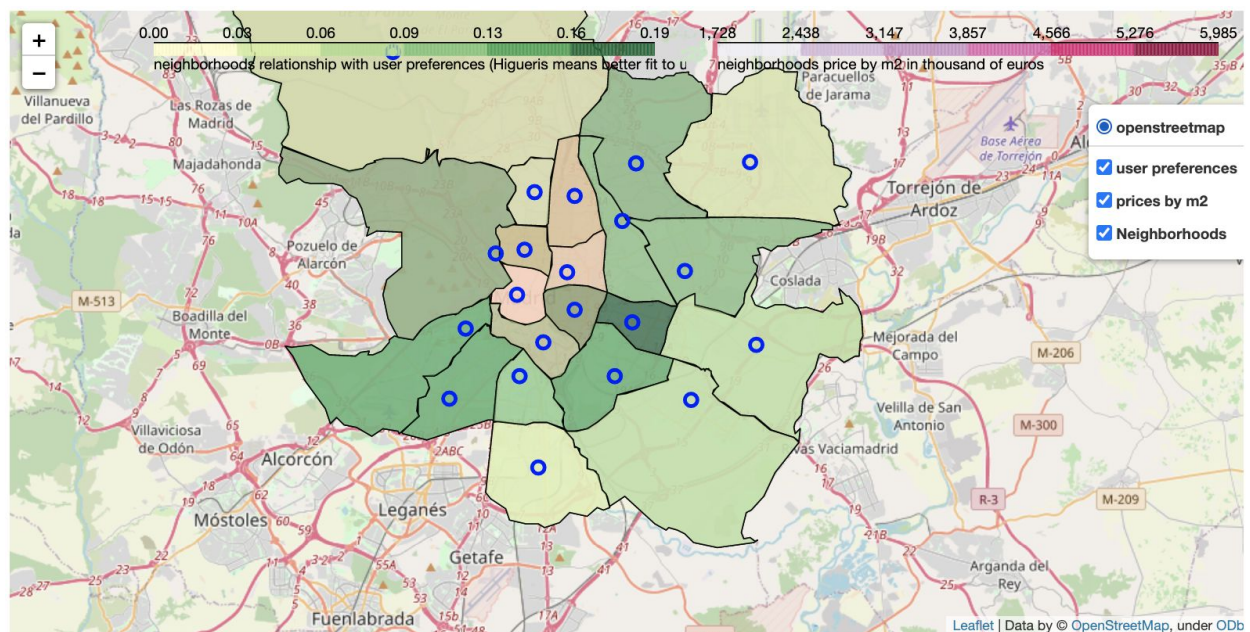 +
−
0.00 0.03 0.06 0.09 0.13 0.16 0.19
neighborhoods relationship with user preferences (Higueris means better fit to u
1,728 2,438 3,147 3,857 4,566 5,276 5,985
neighborhoods price by m2 in thousand of euros
openstreetmap
user preferences
prices by m2
Neighborhoods
Villanueva
del Pardillo
Las Rozas de
Madrid
Majadahonda
Paracuellos
de Jarama
Base Aérea
de Torrejón
Torrejón de
Ardoz
Pozuelo de
Alarcón
Coslada
M-513
Boadilla del
Monte
Mejorada del
Campo
M-206
Velilla de San
Antonio
M-300
Villaviciosa
de Odón
Alcorcón
vas Vaciamadrid
Leganés
R-3
M-209
Móstoles
Getafe
Arganda del
Rey
Fuenlabrada
Leaflet | Data by © OpenStreetMap, under ODb